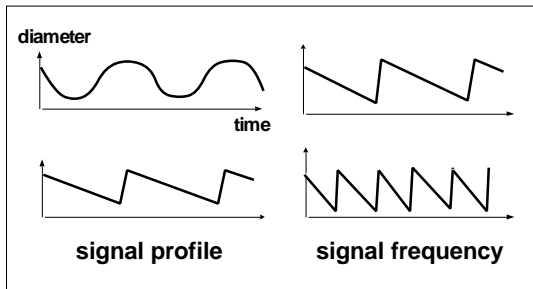 diameter
time
signal profile
signal frequency